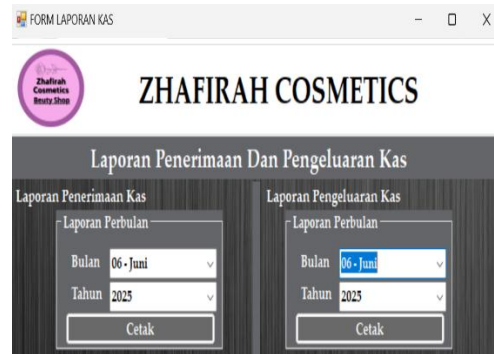 FORM LAPORAN KAS
Zhafirah
Cosmetics
Beuty Shop
ZHAFIRAH COSMETICS
Laporan Penerimaan Dan Pengeluaran Kas
Laporan Penerimaan Kas
Laporan Perbulan
Bulan 06 - Juni
Tahun 2025
Cetak
Laporan Pengeluaran Kas
Laporan Perbulan
Bulan 06 - Juni
Tahun 2025
Cetak